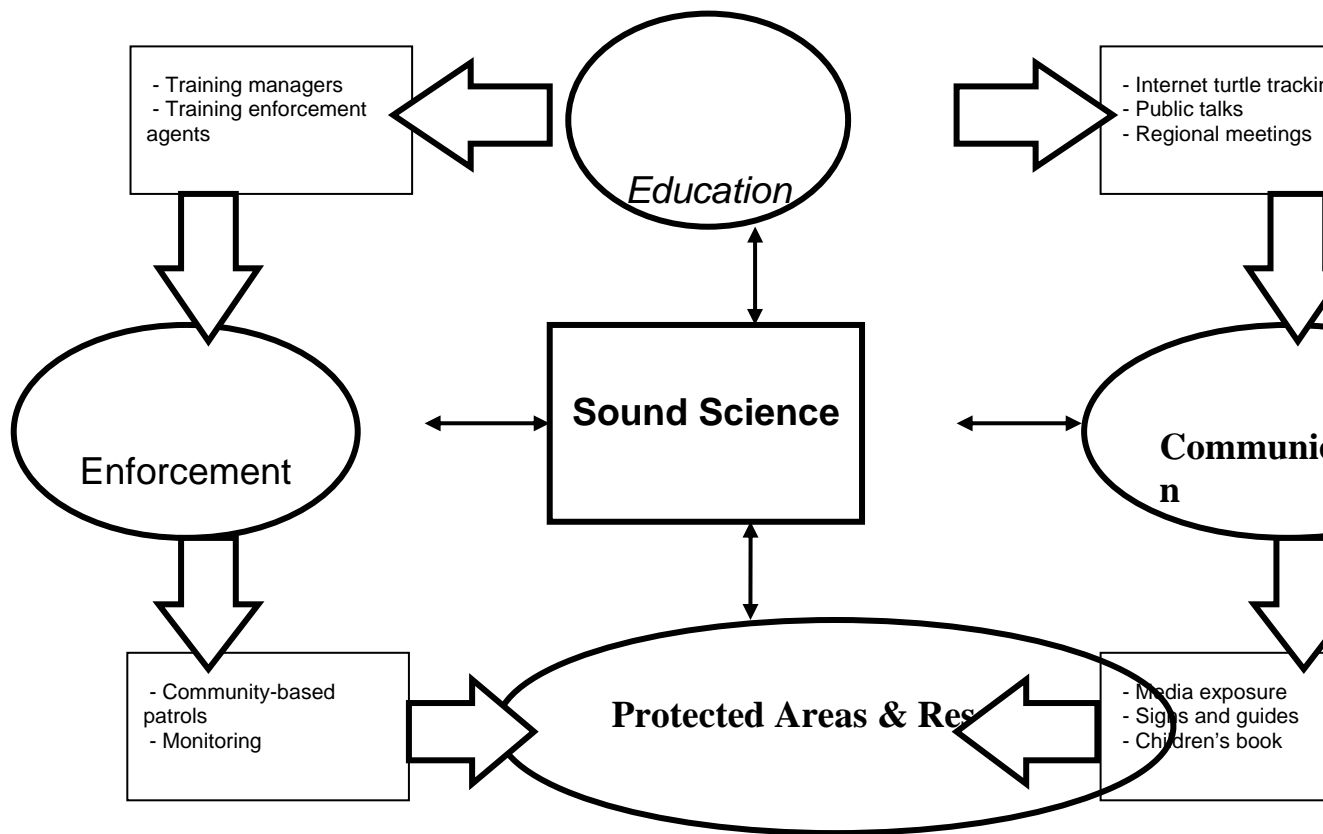 - Training managers
- Training enforcement
agents
- Internet turtle trackin
- Public talks
- Regional meetings
Education
Sound Science
Enforcement
Communic
n
- Community-based
patrols
- Monitoring
Protected Areas & Res
- Media exposure
- Signs and guides
- Children’s book